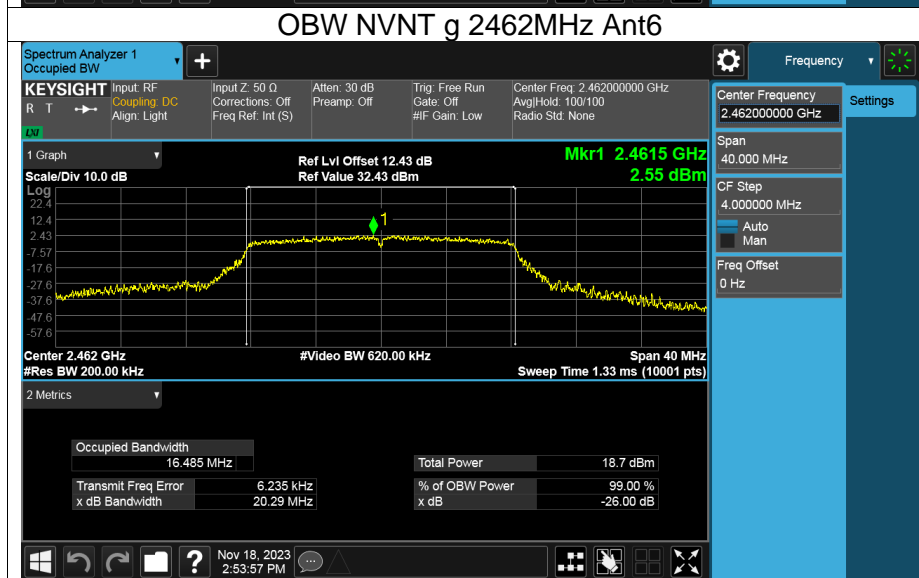 OBW NVNT g 2462MHz Ant6
Spectrum Analyzer 1
Occupied BW
+
Frequency
KEYSIGHT
R T
LXI
Input: RF
Coupling: DC
Align: Light
Input Z: 50 Ω
Corrections: Off
Freq Ref: Int (S)
Atten: 30 dB
Preamp: Off
Trig: Free Run
Gate: Off
#IF Gain: Low
Center Freq: 2.462000000 GHz
Avg|Hold: 100/100
Radio Std: None
Center Frequency
2.462000000 GHz
Settings
Span
40.000 MHz
CF Step
4.000000 MHz
Auto
Man
Freq Offset
0 Hz
1 Graph
Scale/Div 10.0 dB
Ref Lvl Offset 12.43 dB
Ref Value 32.43 dBm
Mkr1 2.4615 GHz
2.55 dBm
Log
22.4
12.4
2.43
-7.57
-17.6
-27.6
-37.6
-47.6
-57.6
1
Center 2.462 GHz
#Res BW 200.00 kHz
#Video BW 620.00 kHz
Span 40 MHz
Sweep Time 1.33 ms (10001 pts)
2 Metrics
Occupied Bandwidth
16.485 MHz
Total Power 18.7 dBm
Transmit Freq Error 6.235 kHz
% of OBW Power 99.00 %
x dB Bandwidth 20.29 MHz
x dB -26.00 dB
?
Nov 18, 2023
2:53:57 PM